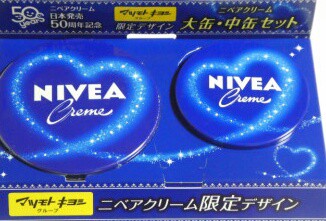 50 Years
ニベアクリーム
日本発売
50周年記念
マツモトキヨシ
限定デザイン
ニベアクリーム
大缶・中缶セット
NIVEA
Creme
NIVEA
Creme
マツモトキヨシ
グループ
ニベアクリーム限定デザイン